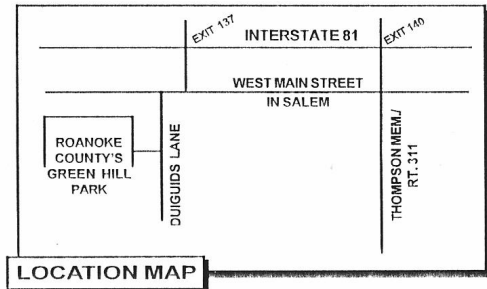 EXIT 137
INTERSTATE 81
EXIT 140
WEST MAIN STREET
IN SALEM
ROANOKE
COUNTY'S
GREEN HILL
PARK
DUIGUIDS LANE
THOMPSON MEM./
RT. 311
LOCATION MAP